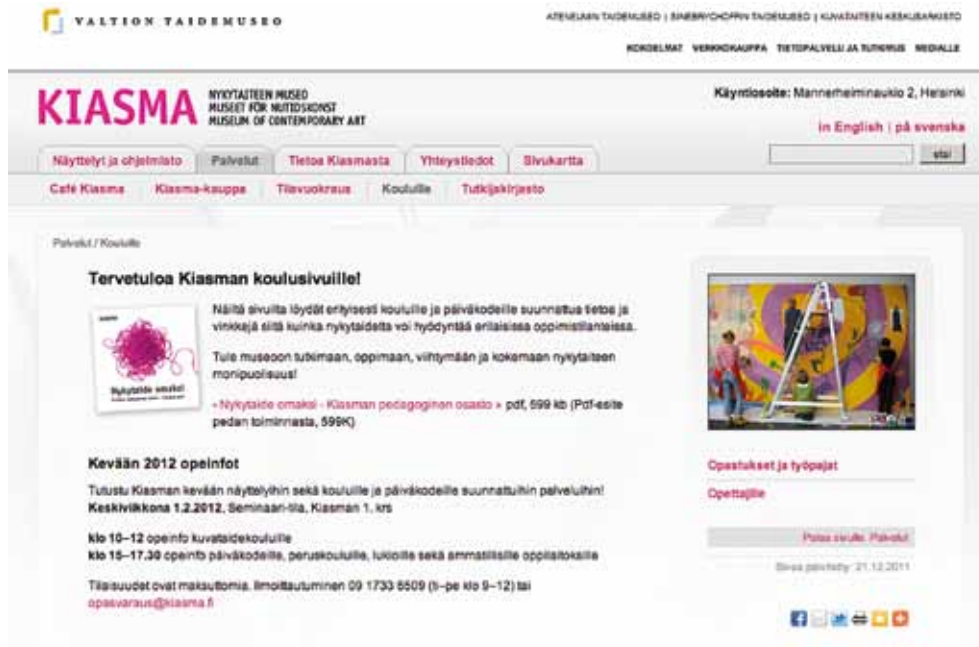 VALTION TAIDEMUSEO
ATENEUMIN TAIDEMUSEO | SINEBRYCHOFFIN TAIDEMUSEO | KUVATAITEEN KESKUSARKISTO
KOKOELMAT VERKKOKAUPPA TIETOPALVELU JA TUTKIMUS MEDIALLE
KIASMA
NYKYTAITEEN MUSEO
MUSEET FÖR NUTIDSKONST
MUSEUM OF CONTEMPORARY ART
Käyntiosoite: Mannerheiminaukio 2, Helsinki
in English | på svenska
Näyttelyt ja ohjelmisto Palvelut Tietoa Kiasmasta Yhteystiedot Sivukartta
etsi
Café Kiasma Kiasma-kauppa Tilavuokraus Kouluille Tutkijakirjasto
Palvelut / Kouluille
Tervetuloa Kiasman koulusivuille!
Näiltä sivuilta löydät erityisesti kouluille ja päiväkodeille suunnattua tietoa ja
vinkkejä siitä kuinka nykytaidetta voi hyödyntää erilaisissa oppimistilanteissa.
Tule museoon tutkimaan, oppimaan, viihtymään ja kokemaan nykytaiteen
monipuolisuus!
Nykytaide omaksi
»Nykytaide omaksi - Kiasman pedagoginen osasto » pdf, 599 kb (Pdf-esite
pedan toiminnasta, 599K)
Kevään 2012 opeinfot
Tutustu Kiasman kevään näyttelyihin sekä kouluille ja päiväkodeille suunnattuihin palveluihin!
Keskiviikkona 1.2.2012, Seminaari-tila, Kiasman 1. krs
klo 10–12 opeinfo kuvataidekouluille
klo 15–17.30 opeinfo päiväkodeille, peruskouluille, lukioille sekä ammatillisille oppilaitoksille
Tilaisuudet ovat maksuttomia. Ilmoittautuminen 09 1733 6509 (ti–pe klo 9–12) tai
opasvaraus@kiasma.fi
Opastukset ja työpajat
Opettajille
Palaa sivulle: Palvelut
Sivua päivitetty: 21.12.2011